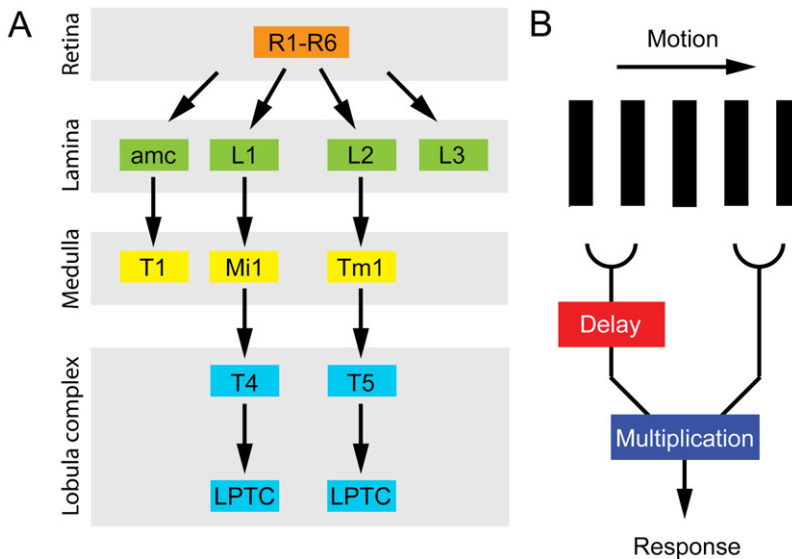 A
Retina
R1-R6
Lamina
amc L1 L2 L3
Medulla
T1 Mi1 Tm1
Lobula complex
T4 T5
LPTC LPTC
B
Motion
Delay
Multiplication
Response